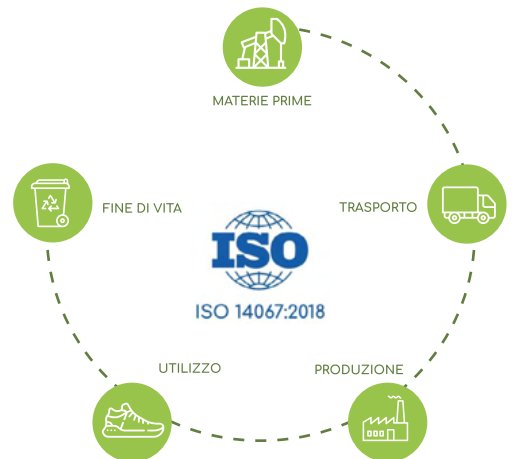 MATERIE PRIME
FINE DI VITA
TRASPORTO
ISO
ISO 14067:2018
UTILIZZO
PRODUZIONE